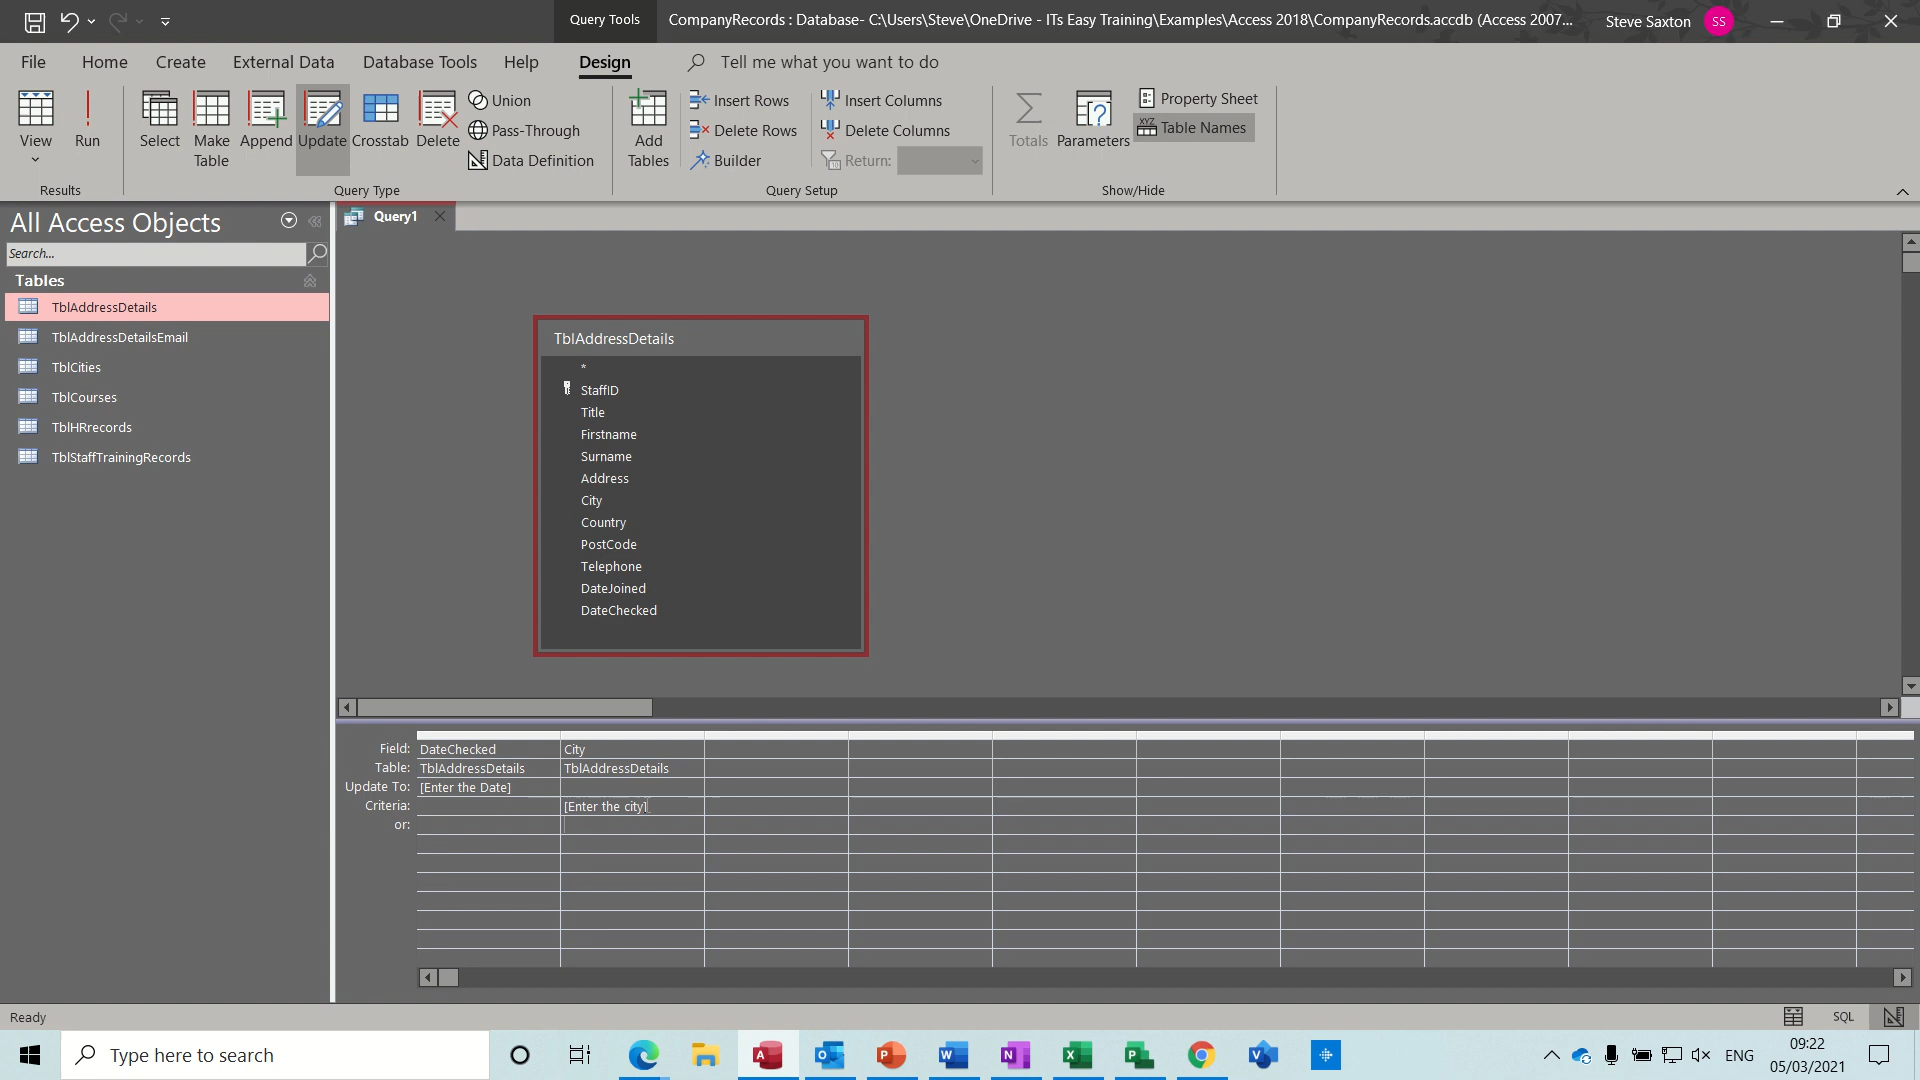 Query Tools
CompanyRecords : Database- C:\Users\Steve\OneDrive - ITs Easy Training\Examples\Access 2018\CompanyRecords.accdb (Access 2007...
Steve Saxton
SS
File
Home
Create
External Data
Database Tools
Help
Design
Tell me what you want to do
View
Run
Select
Make Table
Append
Update
Crosstab
Delete
Union
Pass-Through
Data Definition
Add Tables
Insert Rows
Delete Rows
Builder
Insert Columns
Delete Columns
Return:
Totals
Parameters
Property Sheet
XYZ Table Names
Results
Query Type
Query Setup
Show/Hide
All Access Objects
Search...
Tables
TblAddressDetails
TblAddressDetailsEmail
TblCities
TblCourses
TblHRrecords
TblStaffTrainingRecords
Query1
TblAddressDetails
*
StaffID
Title
Firstname
Surname
Address
City
Country
PostCode
Telephone
DateJoined
DateChecked
Field: DateChecked City
Table: TblAddressDetails TblAddressDetails
Update To: [Enter the Date]
Criteria: [Enter the city]
or:
Ready
SQL
Type here to search
ENG
09:22
05/03/2021